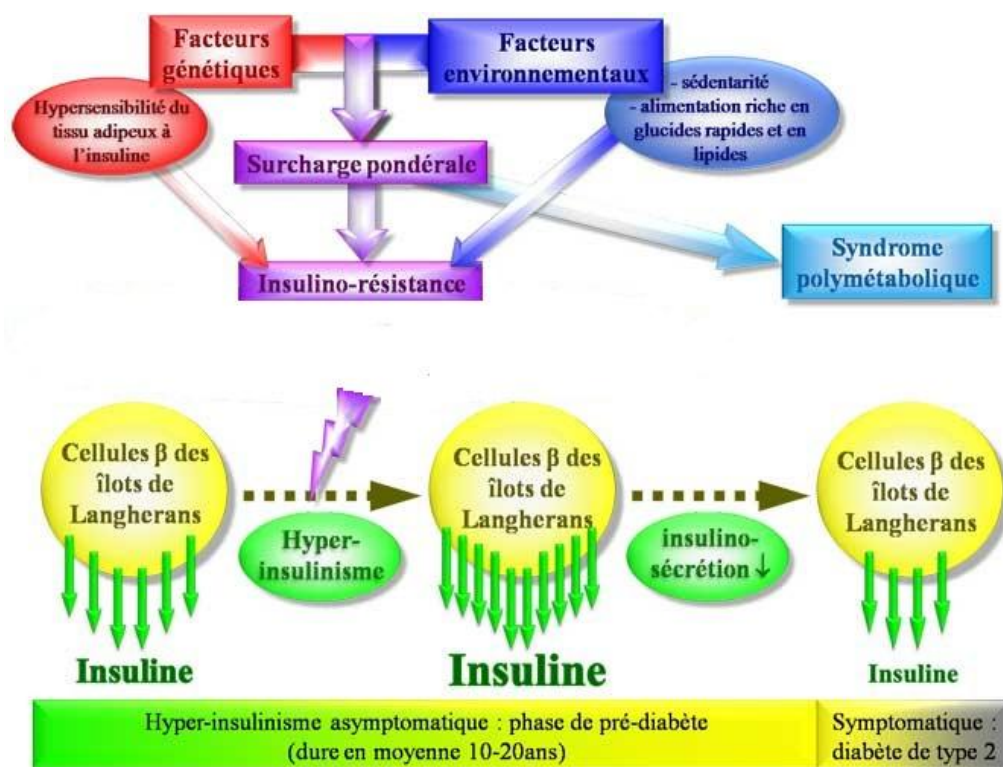 Facteurs
génétiques
Facteurs
environnementaux
Hypersensibilité du
tissu adipeux à
l'insuline
- sédentarité
- alimentation riche en
glucides rapides et en
lipides
Surcharge pondérale
Insulino-résistance
Syndrome
polymétabolique
Cellules β des
îlots de
Langherans
Hyper-
insulinisme
Cellules β des
îlots de
Langherans
insulino-
sécrétion ↓
Cellules β des
îlots de
Langherans
Insuline
Insuline
Insuline
Hyper-insulinisme asymptomatique : phase de pré-diabète
(dure en moyenne 10-20ans)
Symptomatique :
diabète de type 2